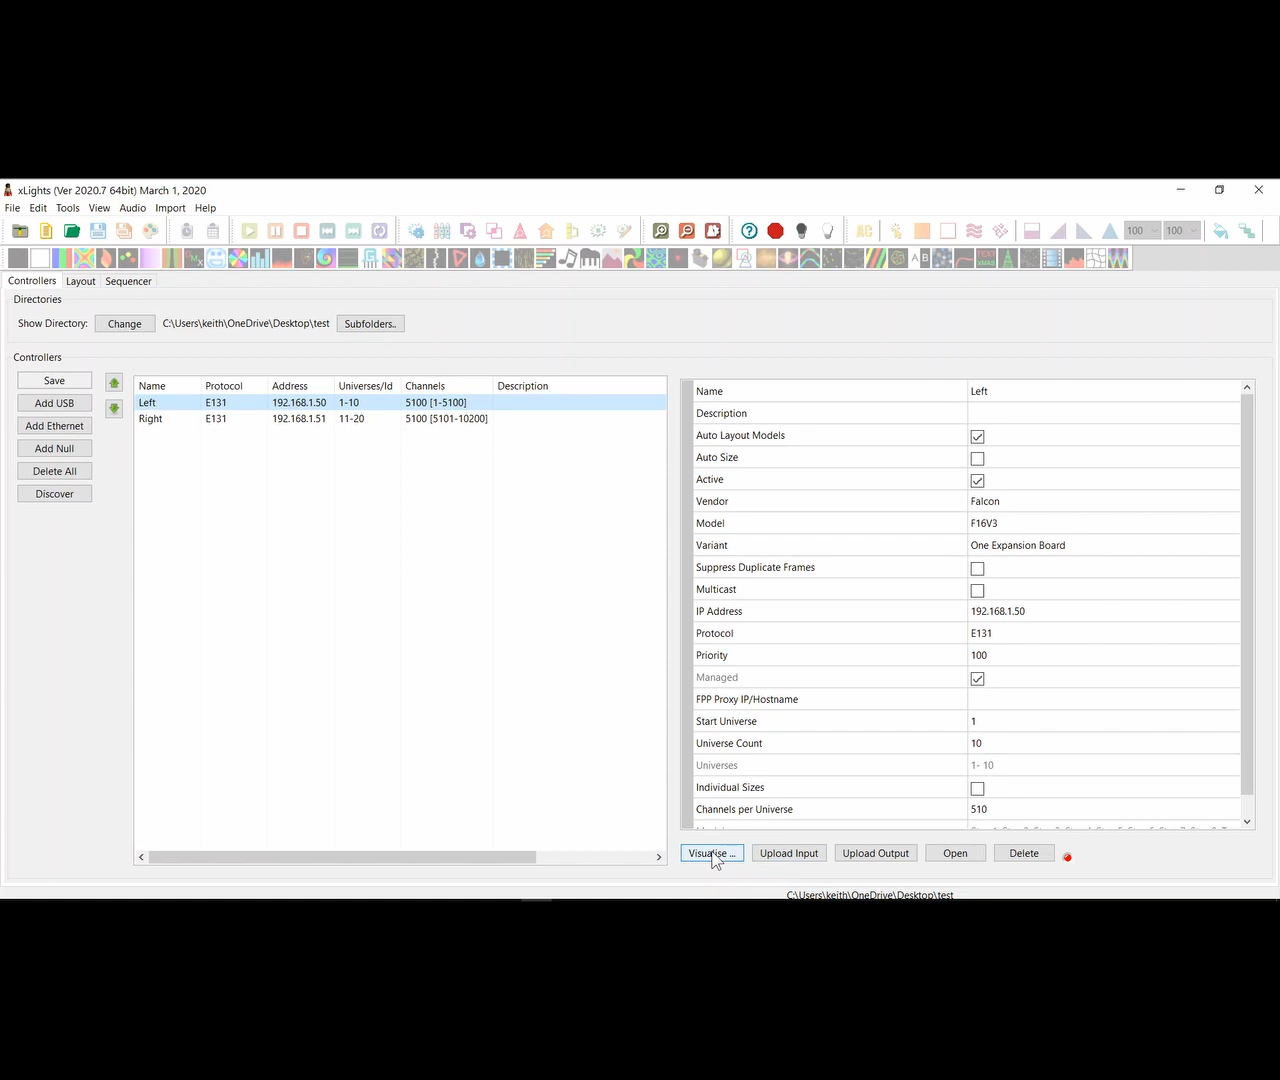 xLights (Ver 2020.7 64bit) March 1, 2020
File Edit Tools View Audio Import Help
AC 100 100
Controllers Layout Sequencer
Directories
Show Directory: Change C:\Users\keith\OneDrive\Desktop\test Subfolders..
Controllers
Save
Add USB
Add Ethernet
Add Null
Delete All
Discover
Name Protocol Address Universes/Id Channels Description
Left E131 192.168.1.50 1-10 5100 [1-5100]
Right E131 192.168.1.51 11-20 5100 [5101-10200]
Name Left
Description
Auto Layout Models
Auto Size
Active
Vendor Falcon
Model F16V3
Variant One Expansion Board
Suppress Duplicate Frames
Multicast
IP Address 192.168.1.50
Protocol E131
Priority 100
Managed
FPP Proxy IP/Hostname
Start Universe 1
Universe Count 10
Universes 1- 10
Individual Sizes
Channels per Universe 510
Visualise ... Upload Input Upload Output Open Delete
C:\Users\keith\OneDrive\Desktop\test